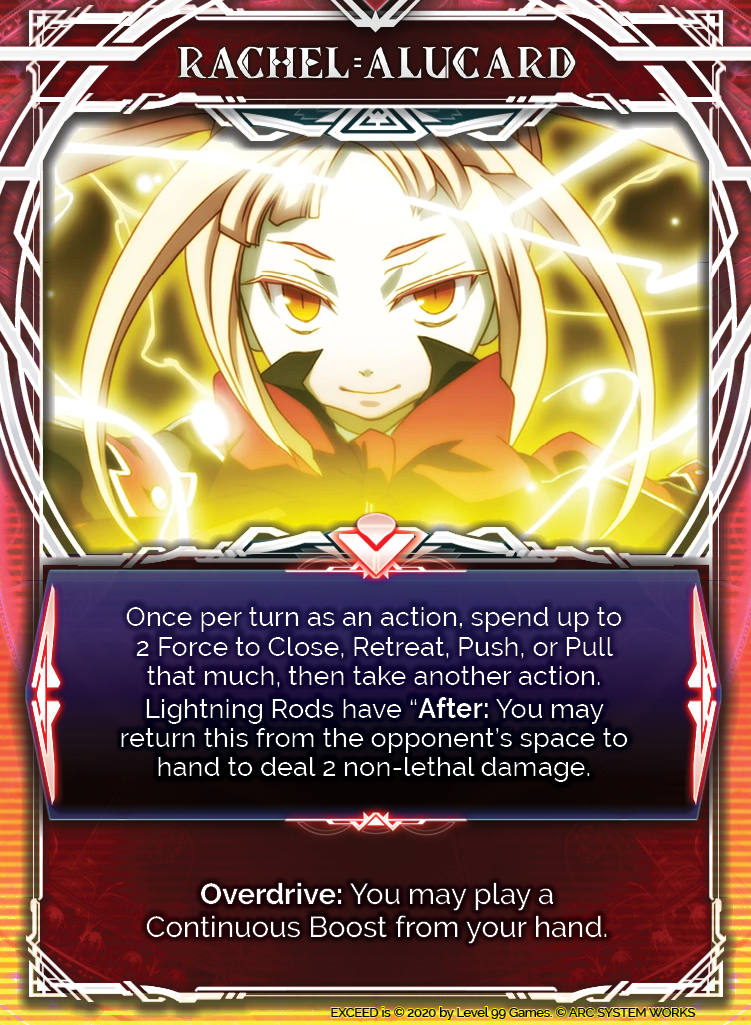 RACHEL=ALUCARD
Once per turn as an action, spend up to
2 Force to Close, Retreat, Push, or Pull
that much, then take another action.
Lightning Rods have “After: You may
return this from the opponent’s space to
hand to deal 2 non-lethal damage.
Overdrive: You may play a
Continuous Boost from your hand.
EXCEED is © 2020 by Level 99 Games. © ARC SYSTEM WORKS